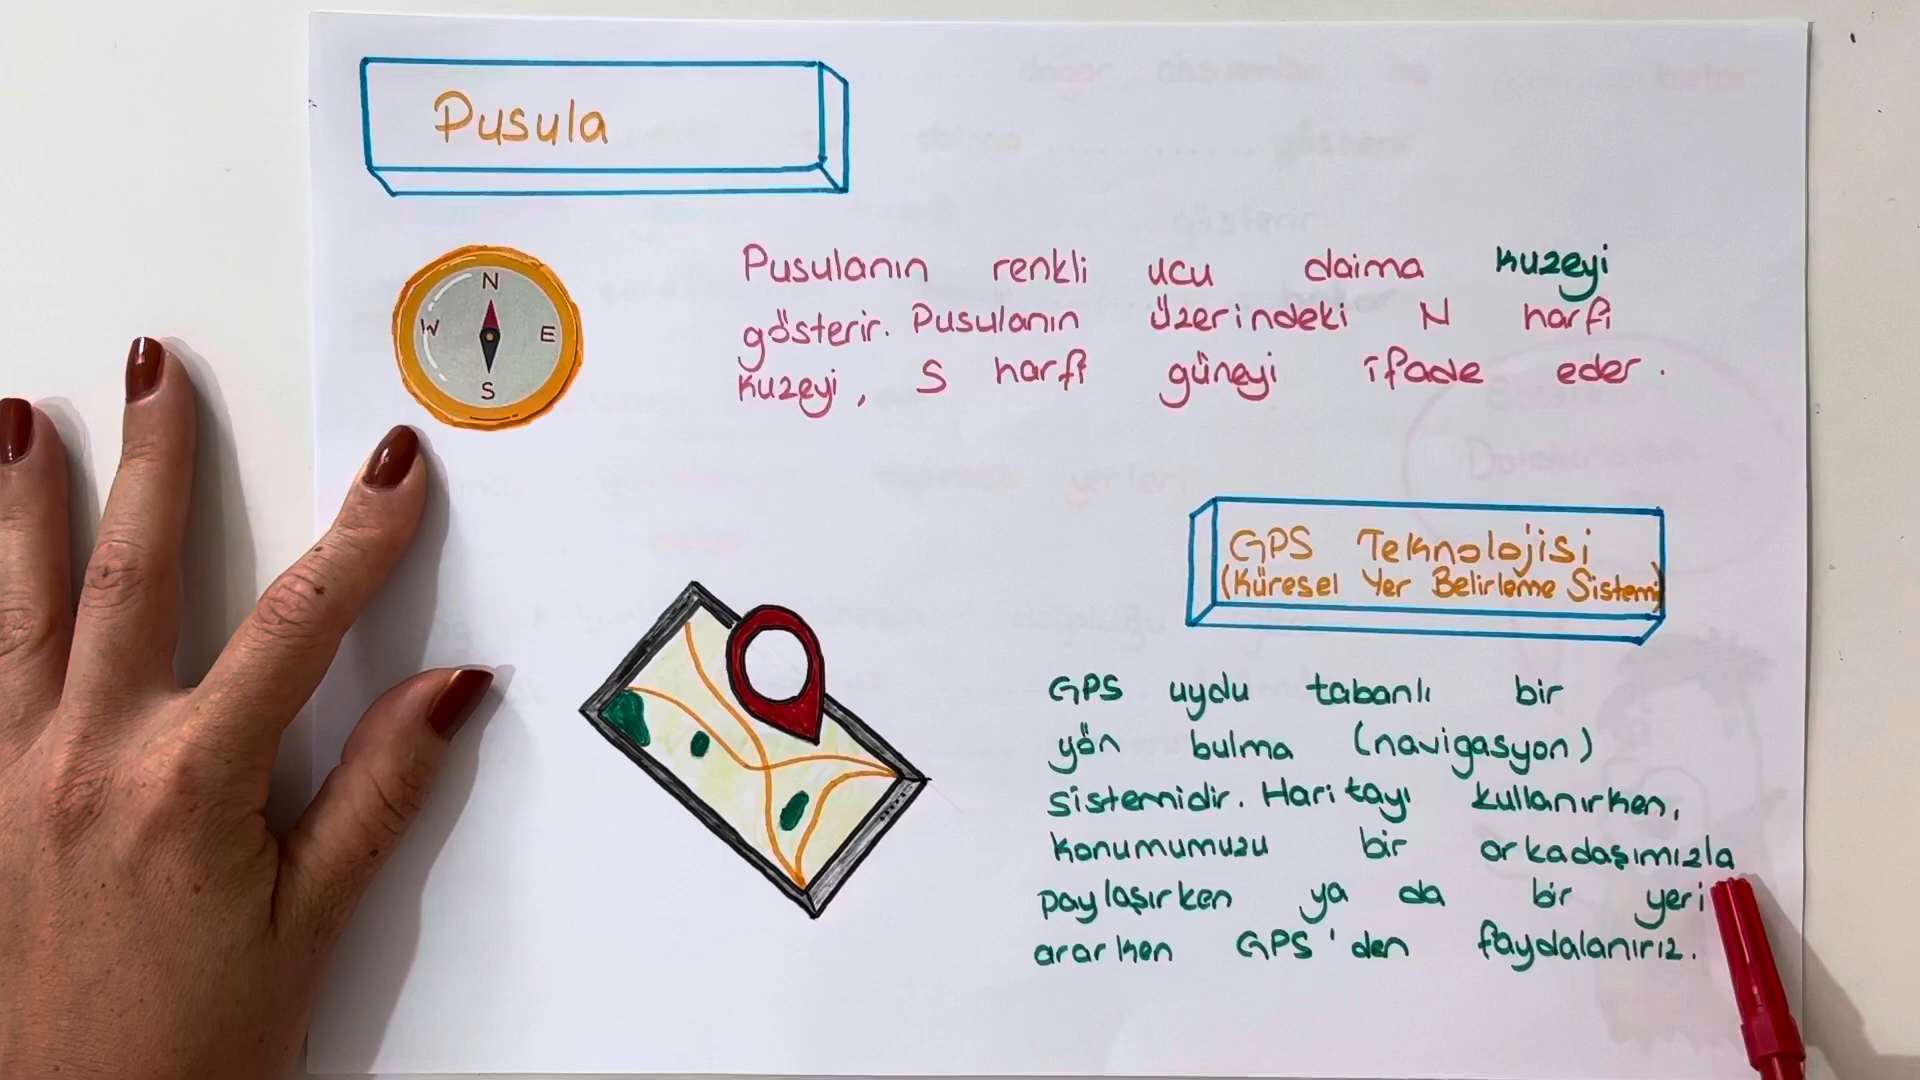 Pusula
N
W
E
S
Pusulanın renkli ucu daima kuzeyi
gösterir. Pusulanın üzerindeki N harfi
kuzeyi, S harfi güneyi ifade eder.
GPS Teknolojisi
(Küresel Yer Belirleme Sistemi)
GPS uydu tabanlı bir
yön bulma (navigasyon)
sistemidir. Haritayı kullanırken,
konumumuzu bir arkadaşımızla
paylaşırken ya da bir yeri
ararken GPS'den faydalanırız.